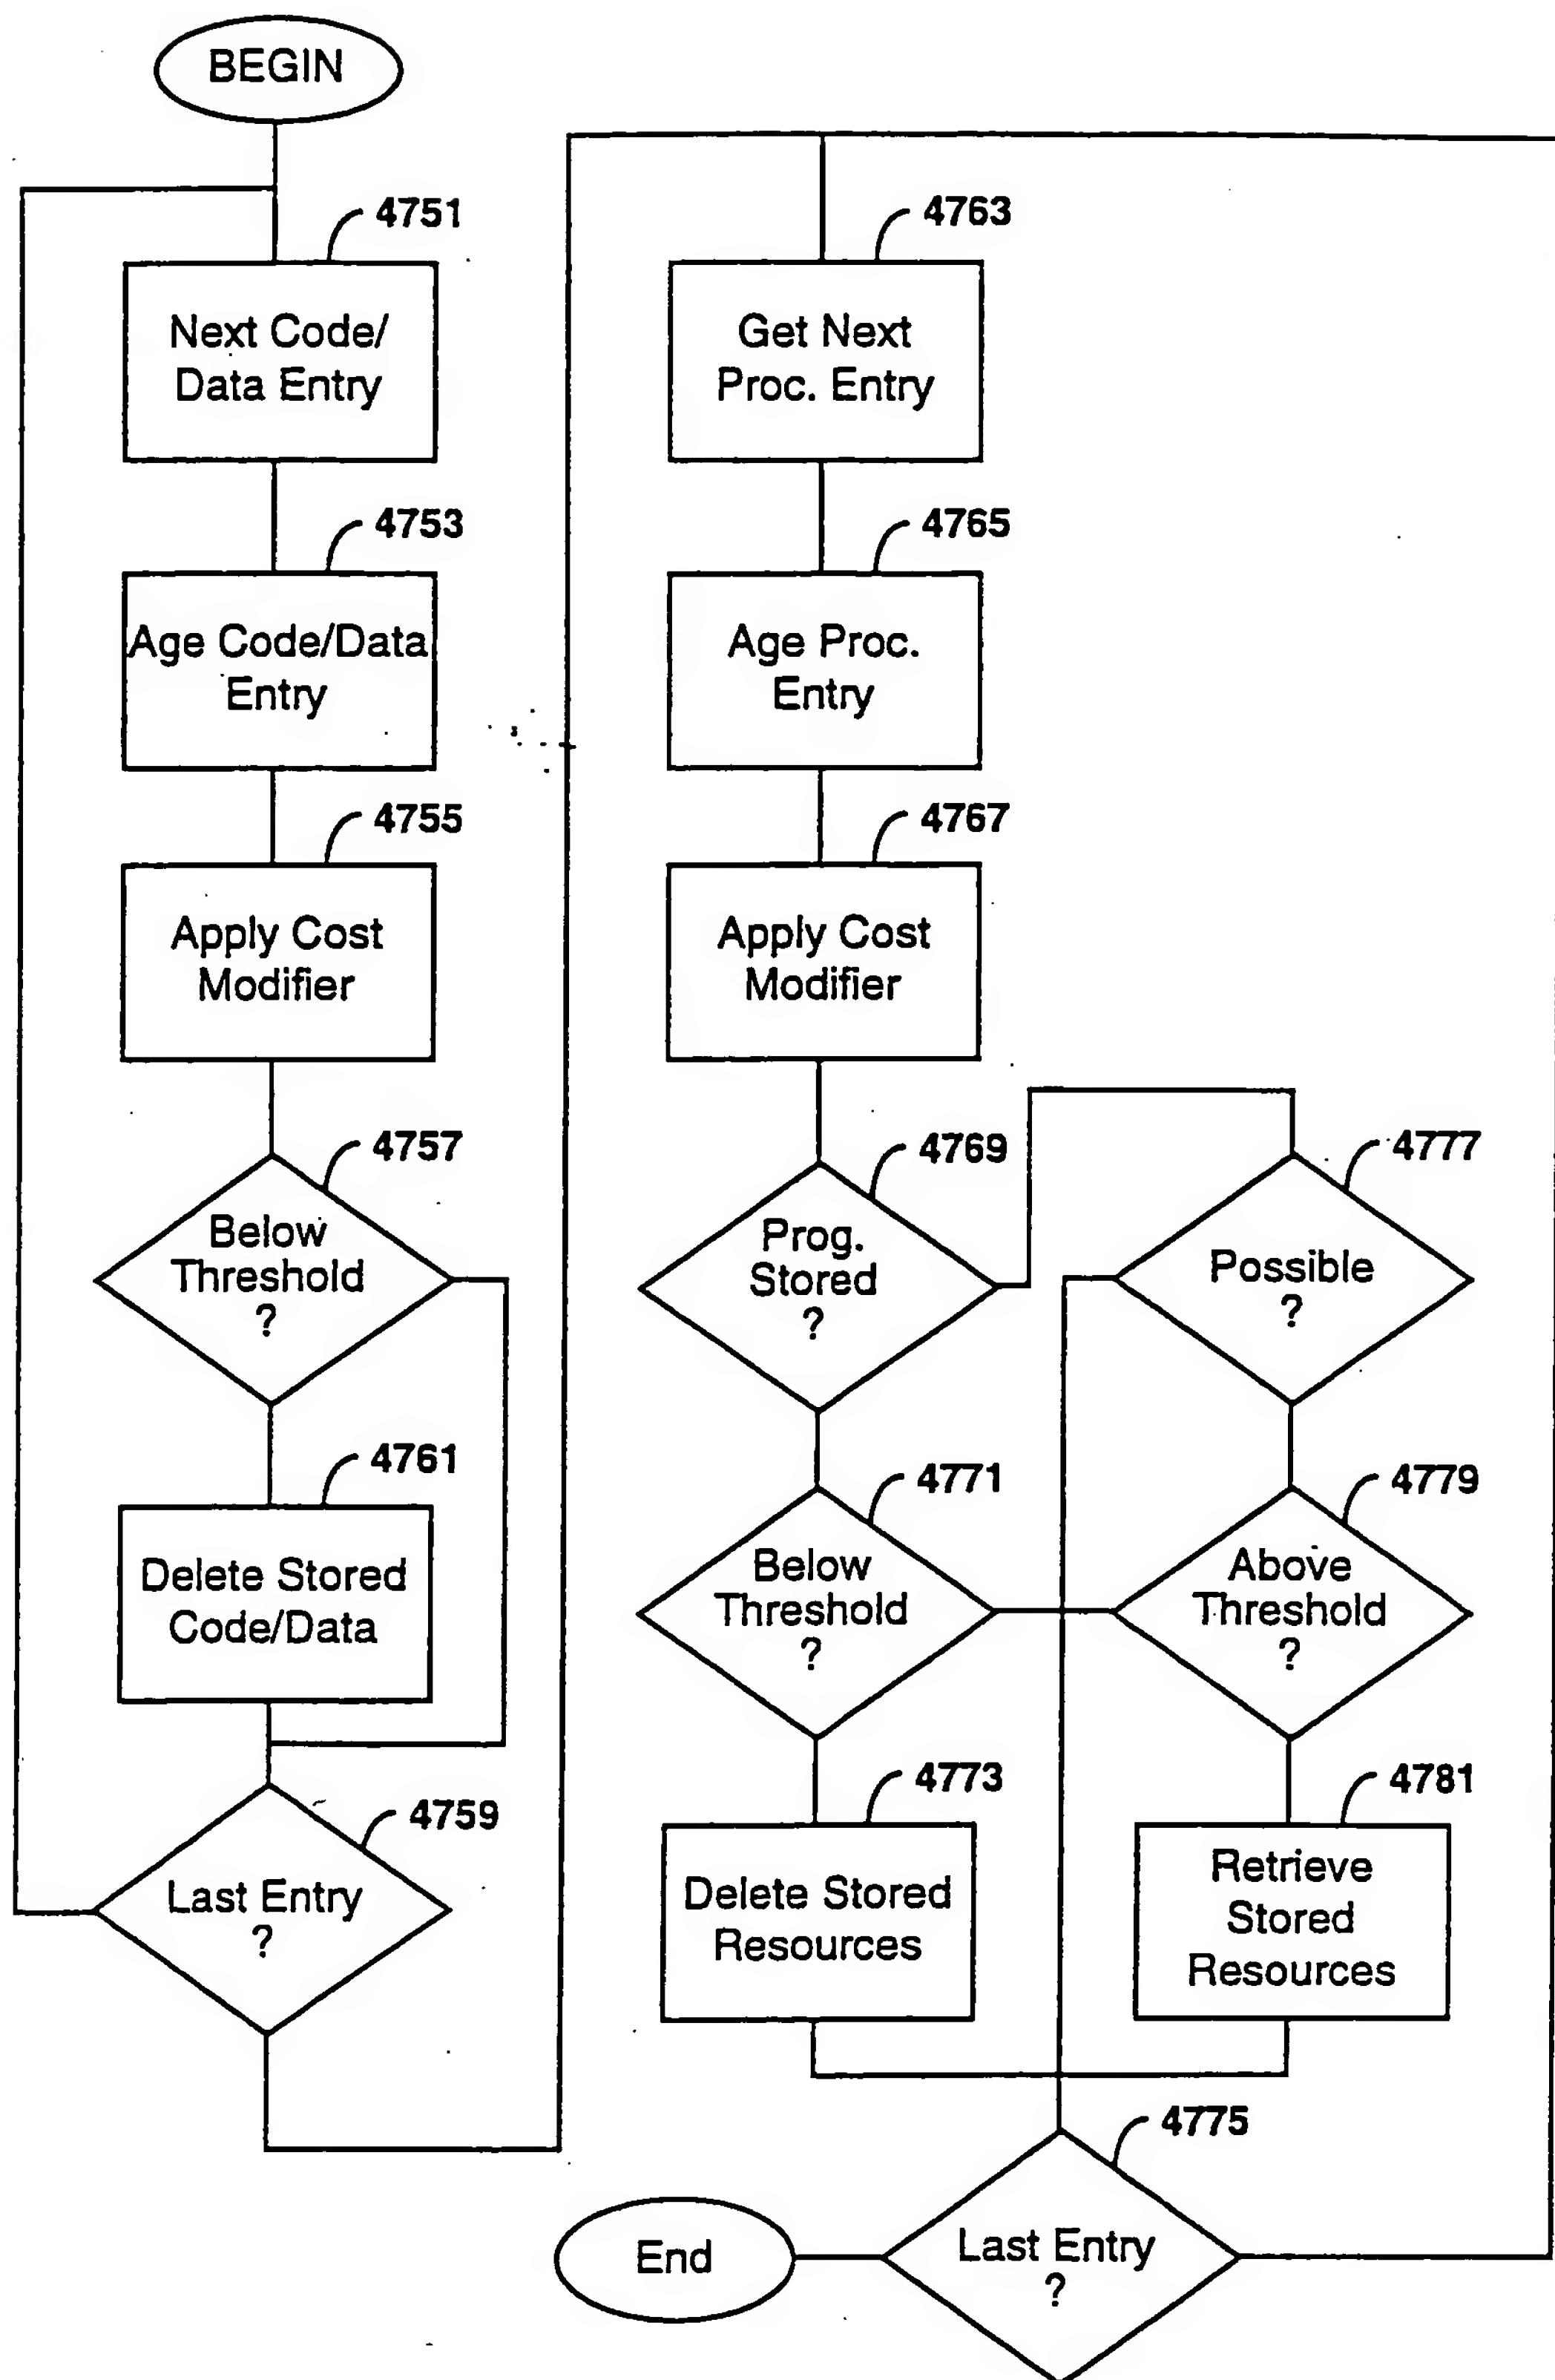 BEGIN
4751
Next Code/
Data Entry
4753
Age Code/Data
Entry
4755
Apply Cost
Modifier
4757
Below
Threshold
?
4761
Delete Stored
Code/Data
4759
Last Entry
?
4763
Get Next
Proc. Entry
4765
Age Proc.
Entry
4767
Apply Cost
Modifier
4769
Prog.
Stored
?
4771
Below
Threshold
?
4773
Delete Stored
Resources
4777
Possible
?
4779
Above
Threshold
?
4781
Retrieve
Stored
Resources
4775
Last Entry
?
End